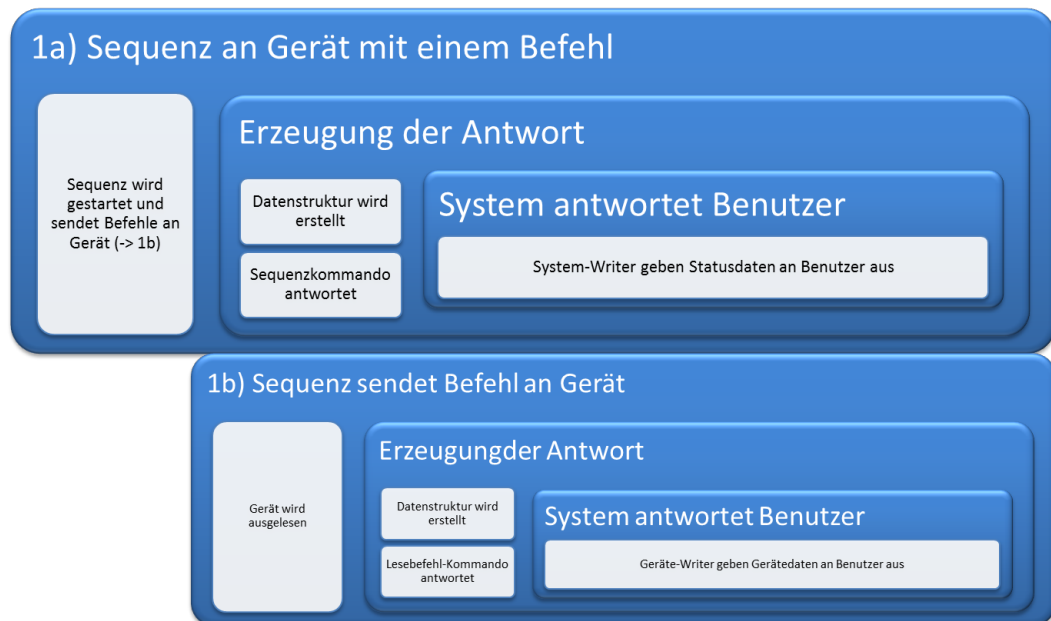 1a) Sequenz an Gerät mit einem Befehl
Sequenz wird
gestartet und
sendet Befehle an
Gerät (-> 1b)
Erzeugung der Antwort
Datenstruktur wird
erstellt
Sequenzkommando
antwortet
System antwortet Benutzer
System-Writer geben Statusdaten an Benutzer aus
1b) Sequenz sendet Befehl an Gerät
Gerät wird
ausgelesen
Erzeugungder Antwort
Datenstruktur wird
erstellt
Lesebefehl-Kommando
antwortet
System antwortet Benutzer
Geräte-Writer geben Gerätedaten an Benutzer aus